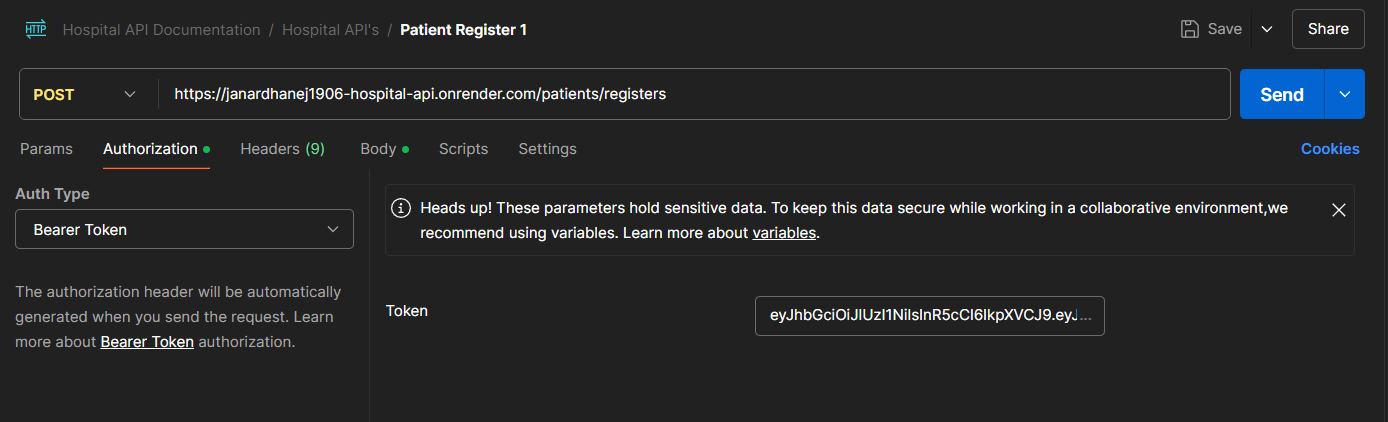 HTTP Hospital API Documentation / Hospital API's / Patient Register 1 Save Share
POST https://janardhanej1906-hospital-api.onrender.com/patients/registers Send
Params Authorization Headers (9) Body Scripts Settings Cookies
Auth Type
Bearer Token
The authorization header will be automatically
generated when you send the request. Learn
more about Bearer Token authorization.
Heads up! These parameters hold sensitive data. To keep this data secure while working in a collaborative environment,we
recommend using variables. Learn more about variables.
Token eyJhbGciOiJIUzI1NiIsInR5cCI6IkpXVCJ9.eyJ...